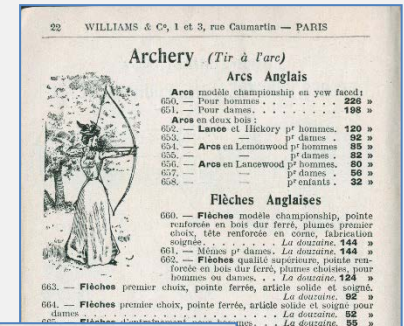 22 WILLIAMS & Cº, 1 et 3, rue Caumartin — PARIS
Archery (Tir à l'arc)
Arcs Anglais
Arcs modèle championship en yew faced:
650. — Pour hommes . . . . . . . . . 226 »
651. — Pour dames. . . . . . . . . . 198 »
Arcs en deux bois :
652. — Lance et Hickory pr hommes. 120 »
653. — — pr dames . 92 »
654. — Arcs en Lemonwood pr hommes 85 »
655. — — pr dames . 82 »
656. — Arcs en Lancewood pr hommes. 80 »
657. — — pr dames . 56 »
658. — — pr enfants . 32 »
Flèches Anglaises
660. — Flèches modèle championship, pointe
renforcée en bois dur ferré, plumes premier
choix, tête renforcée en corne, fabrication
soignée . . . . . . . . La douzaine. 144 »
661. — Mêmes pr dames. La douzaine. 144 »
662. — Flèches qualité supérieure, pointe ren-
forcée en bois dur ferré, plumes choisies, pour
hommes ou dames. . . La douzaine. 124 »
663. — Flèches premier choix, pointe ferrée, article solide et soigné.
La douzaine. 92 »
664. — Flèches premier choix, pointe ferrée, article solide et soigné pour
dames . . . . . . . . . La douzaine. 52 »
La douzaine. 55 »